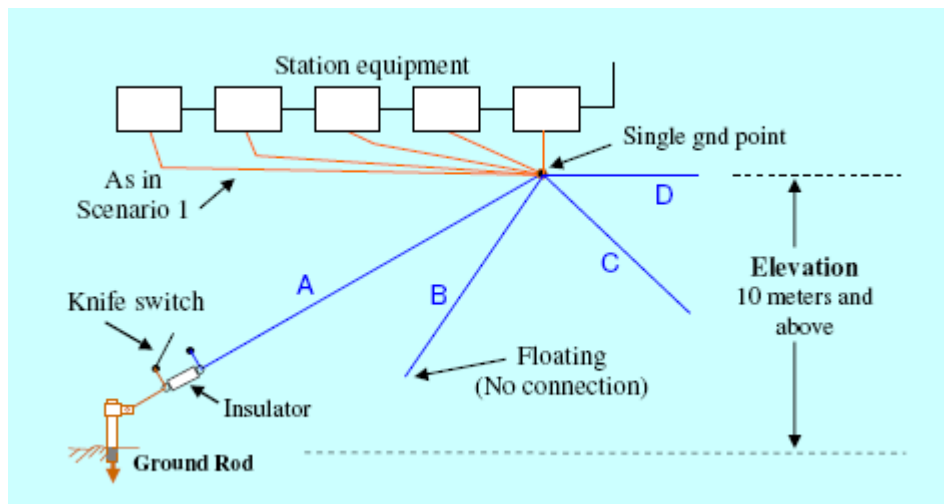 Station equipment
Single gnd point
As in
Scenario 1
D
A
B
C
Elevation
10 meters and
above
Knife switch
Floating
(No connection)
Insulator
Ground Rod